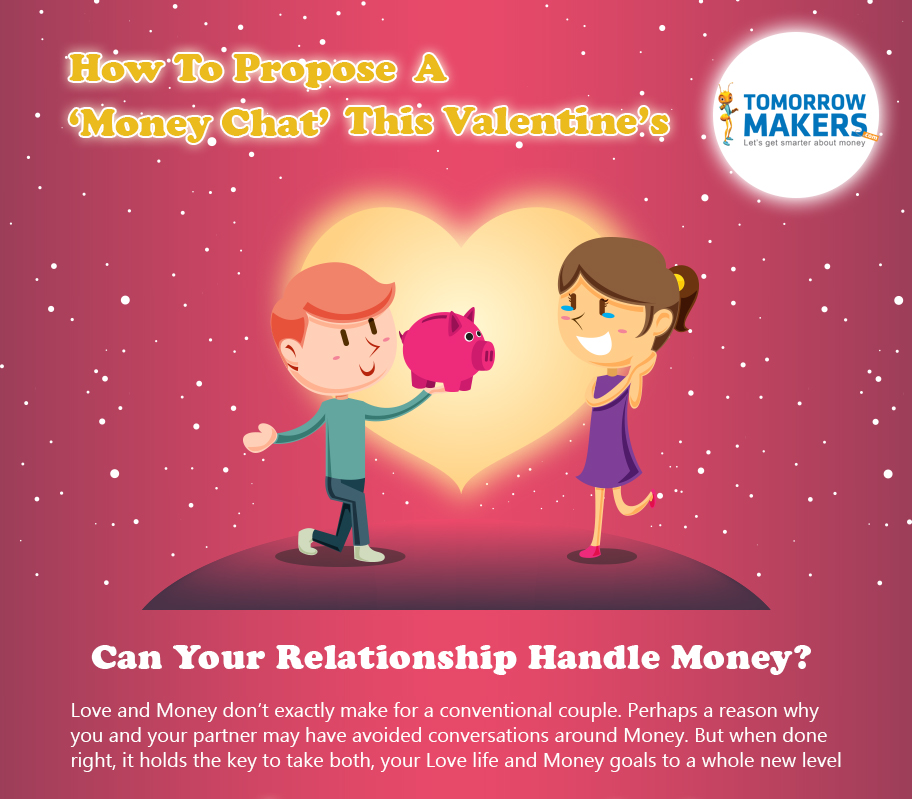 How To Propose A
‘Money Chat’ This Valentine’s
TOMORROW
MAKERS.com
Let's get smarter about money
Can Your Relationship Handle Money?
Love and Money don’t exactly make for a conventional couple. Perhaps a reason why
you and your partner may have avoided conversations around Money. But when done
right, it holds the key to take both, your Love life and Money goals to a whole new level